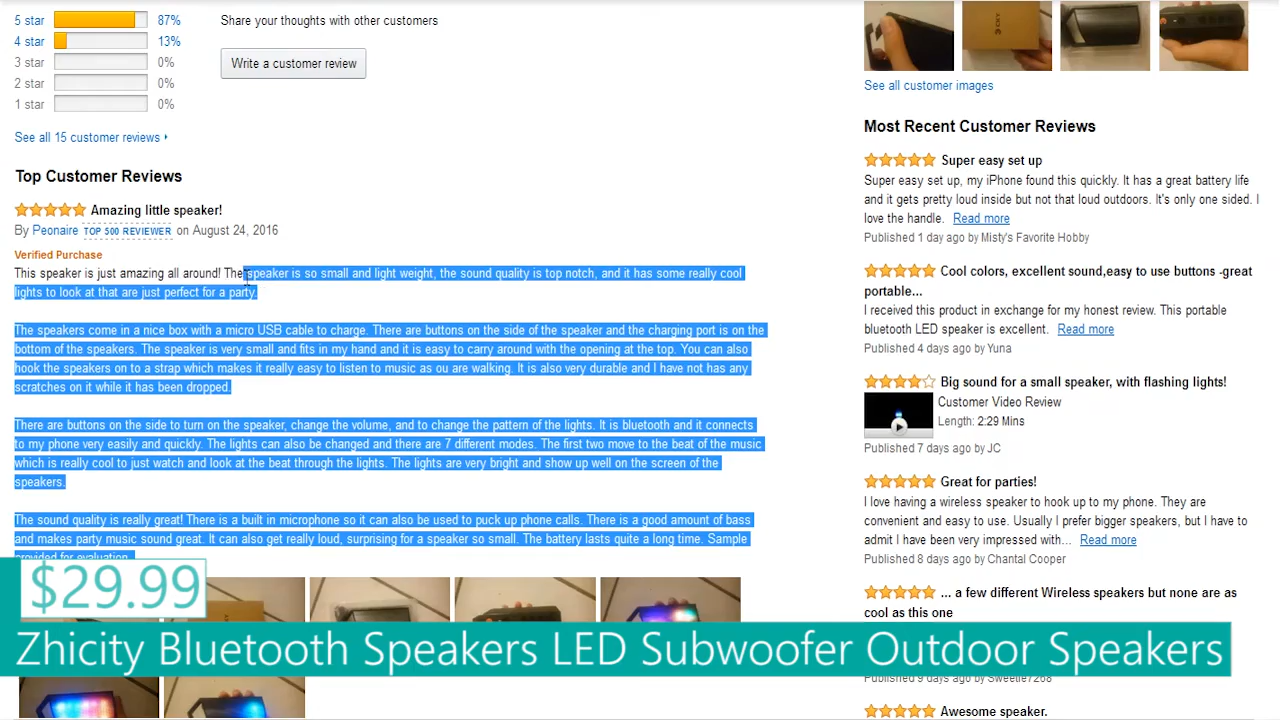 5 star 87%
4 star 13%
3 star 0%
2 star 0%
1 star 0%
Share your thoughts with other customers
Write a customer review
See all 15 customer reviews
Top Customer Reviews
Amazing little speaker!
By Peonaire TOP 500 REVIEWER on August 24, 2016
Verified Purchase
This speaker is just amazing all around! The speaker is so small and light weight, the sound quality is top notch, and it has some really cool
lights to look at that are just perfect for a party.
The speakers come in a nice box with a micro USB cable to charge. There are buttons on the side of the speaker and the charging port is on the
bottom of the speakers. The speaker is very small and fits in my hand and it is easy to carry around with the opening at the top. You can also
hook the speakers on to a strap which makes it really easy to listen to music as ou are walking. It is also very durable and I have not has any
scratches on it while it has been dropped.
There are buttons on the side to turn on the speaker, change the volume, and to change the pattern of the lights. It is bluetooth and it connects
to my phone very easily and quickly. The lights can also be changed and there are 7 different modes. The first two move to the beat of the music
which is really cool to just watch and look at the beat through the lights. The lights are very bright and show up well on the screen of the
speakers.
The sound quality is really great! There is a built in microphone so it can also be used to puck up phone calls. There is a good amount of bass
and makes party music sound great. It can also get really loud, surprising for a speaker so small. The battery lasts quite a long time. Sample
provided for evaluation.
See all customer images
Most Recent Customer Reviews
Super easy set up
Super easy set up, my iPhone found this quickly. It has a great battery life
and it gets pretty loud inside but not that loud outdoors. It's only one sided. I
love the handle. Read more
Published 1 day ago by Misty's Favorite Hobby
Cool colors, excellent sound,easy to use buttons -great
portable...
I received this product in exchange for my honest review. This portable
bluetooth LED speaker is excellent. Read more
Published 4 days ago by Yuna
Big sound for a small speaker, with flashing lights!
Customer Video Review
Length: 2:29 Mins
Published 7 days ago by JC
Great for parties!
I love having a wireless speaker to hook up to my phone. They are
convenient and easy to use. Usually I prefer bigger speakers, but I have to
admit I have been very impressed with... Read more
Published 8 days ago by Chantal Cooper
... a few different Wireless speakers but none are as
cool as this one
Published 9 days ago by Sweetie7268
Awesome speaker.
$29.99
Zhicity Bluetooth Speakers LED Subwoofer Outdoor Speakers